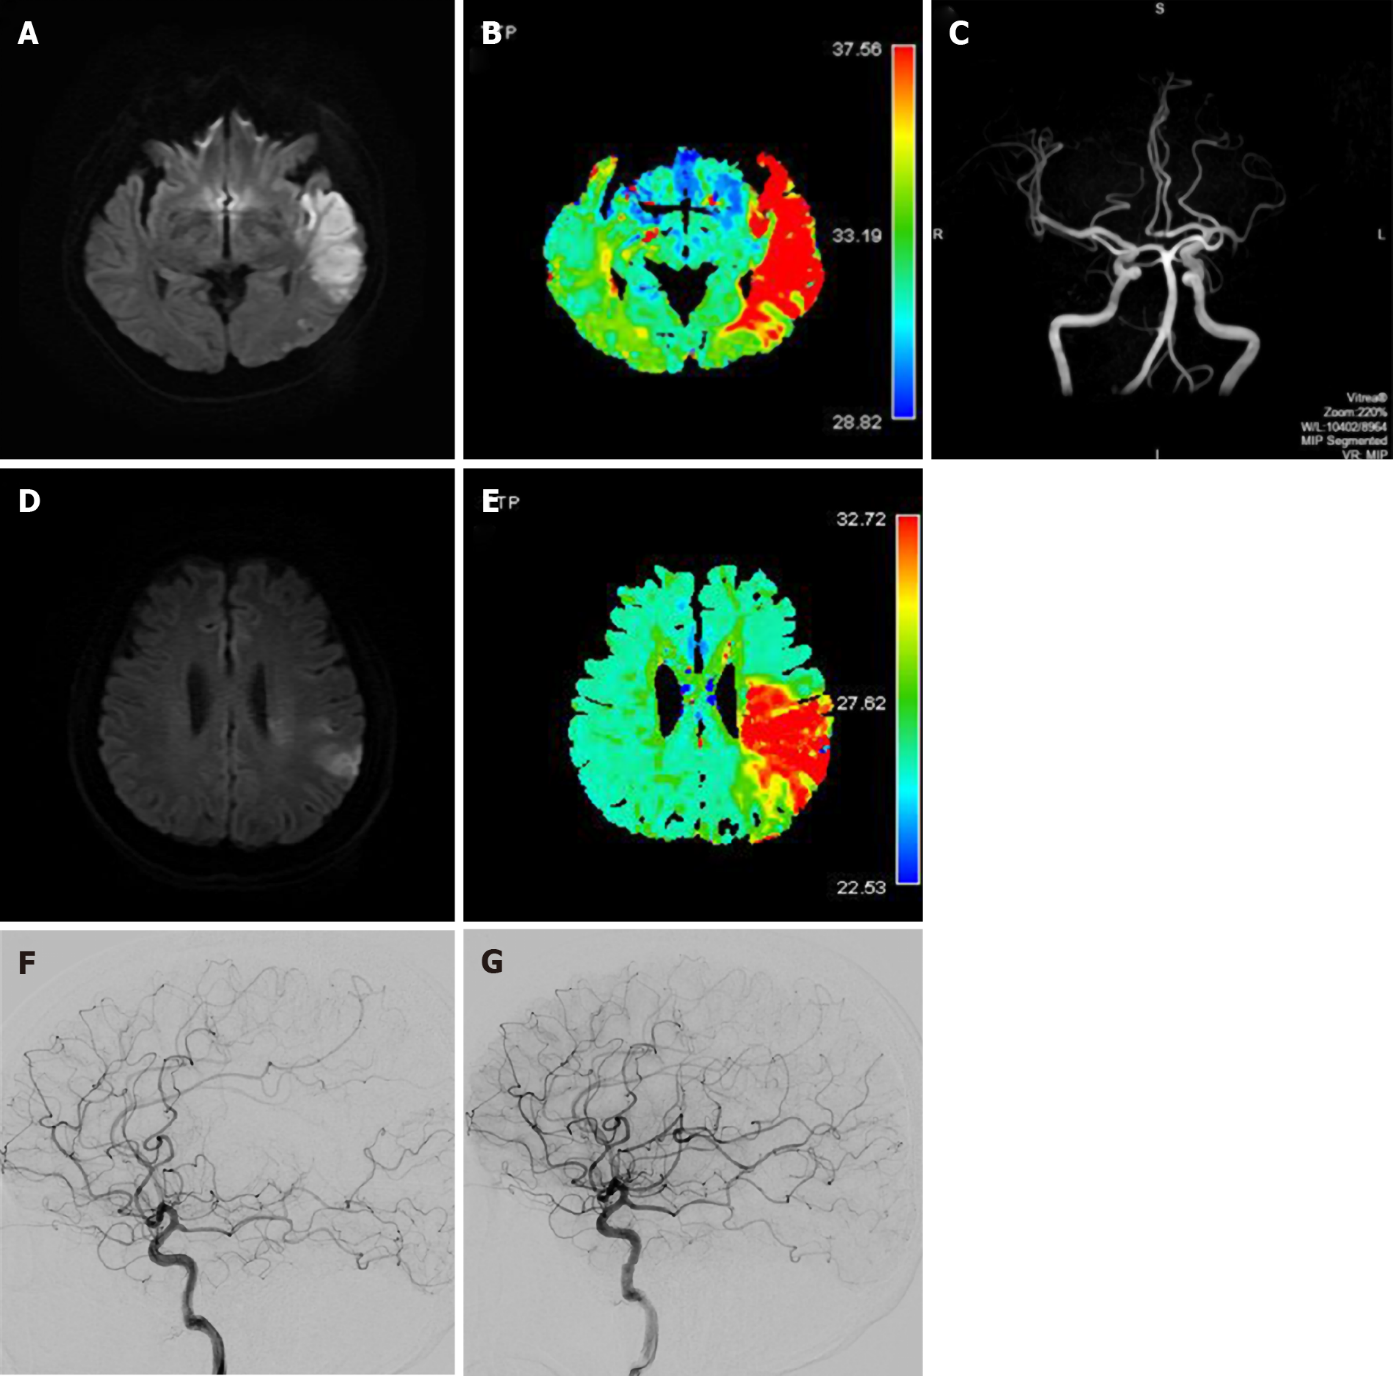 A
B
TP
37.56
33.19
28.82
C
S
R
L
Vitrea®
Zoom:220%
W/L:10402/8964
MIP Segmented
VR: MIP
I
D
E
TP
32.72
27.62
22.53
F
G